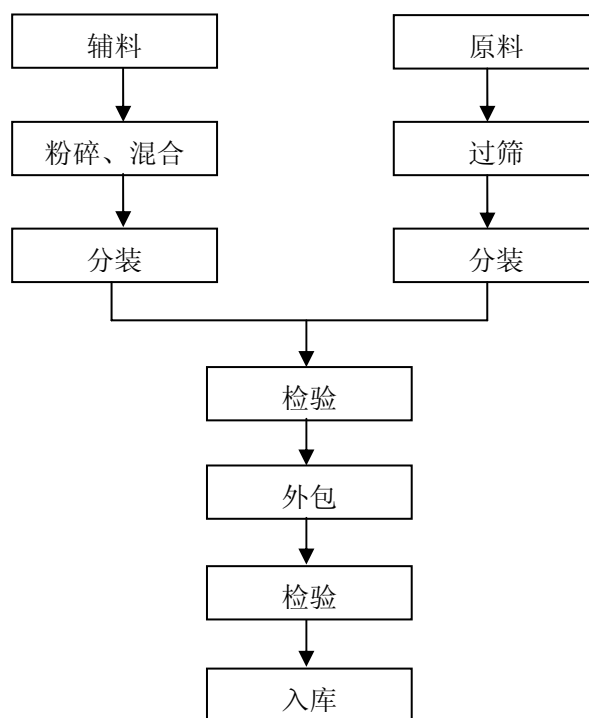 辅料
原料
粉碎、混合
过筛
分装
分装
检验
外包
检验
入库